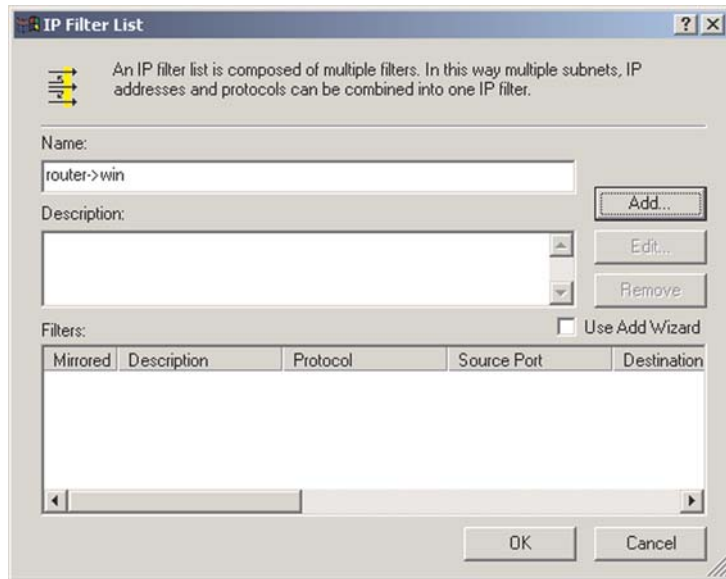 IP Filter List
An IP filter list is composed of multiple filters. In this way multiple subnets, IP
addresses and protocols can be combined into one IP filter.
Name:
router->win
Add...
Description:
Edit...
Remove
Filters:
Use Add Wizard
Mirrored Description Protocol Source Port Destination
OK Cancel